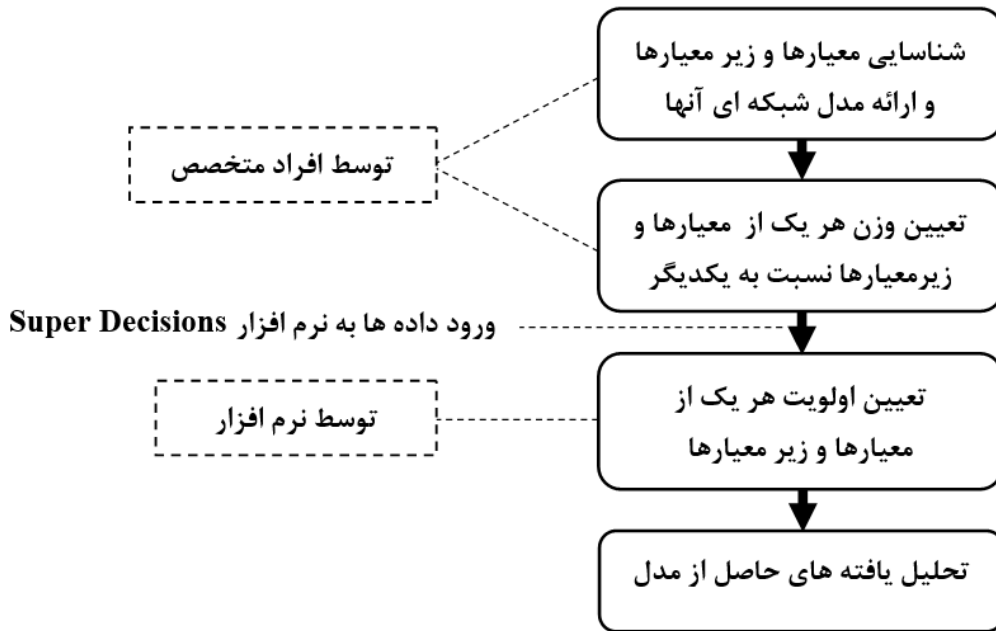 شناسایی معیارها و زیر معیارها
و ارائه مدل شبکه ای آنها
توسط افراد متخصص
تعیین وزن هر یک از معیارها و
زیرمعیارها نسبت به یکدیگر
ورود داده ها به نرم افزار Super Decisions
تعیین اولویت هر یک از
معیارها و زیر معیارها
توسط نرم افزار
تحلیل یافته های حاصل از مدل